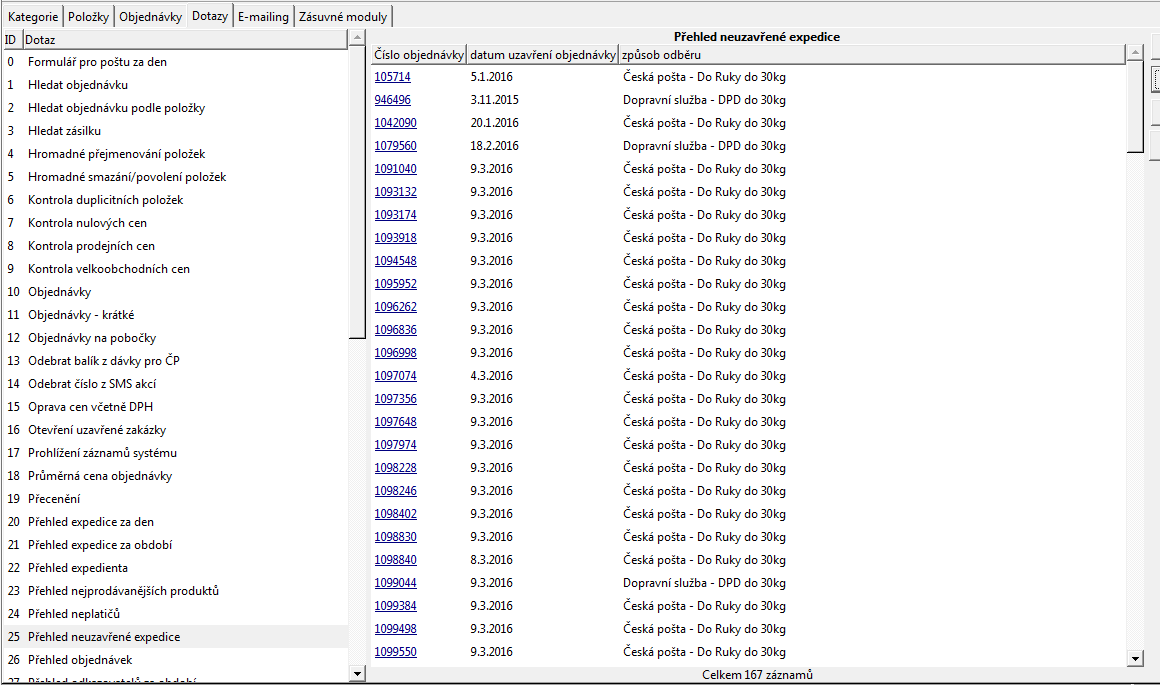 Kategorie Položky Objednávky Dotazy E-mailing Zásuvné moduly
ID Dotaz
0 Formulář pro poštu za den
1 Hledat objednávku
2 Hledat objednávku podle položky
3 Hledat zásilku
4 Hromadné přejmenování položek
5 Hromadné smazání/povolení položek
6 Kontrola duplicitních položek
7 Kontrola nulových cen
8 Kontrola prodejních cen
9 Kontrola velkoobchodních cen
10 Objednávky
11 Objednávky - krátké
12 Objednávky na pobočky
13 Odebrat balík z dávky pro ČP
14 Odebrat číslo z SMS akcí
15 Oprava cen včetně DPH
16 Otevření uzavřené zakázky
17 Prohlížení záznamů systému
18 Průměrná cena objednávky
19 Přecenění
20 Přehled expedice za den
21 Přehled expedice za období
22 Přehled expedienta
23 Přehled nejprodávanějších produktů
24 Přehled neplatičů
25 Přehled neuzavřené expedice
26 Přehled objednávek
27 Přehled odkazovatelů za období
Přehled neuzavřené expedice
Číslo objednávky datum uzavření objednávky způsob odběru
105714 5.1.2016 Česká pošta - Do Ruky do 30kg
946496 3.11.2015 Dopravní služba - DPD do 30kg
1042090 20.1.2016 Česká pošta - Do Ruky do 30kg
1079560 18.2.2016 Dopravní služba - DPD do 30kg
1091040 9.3.2016 Česká pošta - Do Ruky do 30kg
1093132 9.3.2016 Česká pošta - Do Ruky do 30kg
1093174 9.3.2016 Česká pošta - Do Ruky do 30kg
1093918 9.3.2016 Česká pošta - Do Ruky do 30kg
1094548 9.3.2016 Česká pošta - Do Ruky do 30kg
1095952 9.3.2016 Česká pošta - Do Ruky do 30kg
1096262 9.3.2016 Česká pošta - Do Ruky do 30kg
1096836 9.3.2016 Česká pošta - Do Ruky do 30kg
1096998 9.3.2016 Česká pošta - Do Ruky do 30kg
1097074 4.3.2016 Česká pošta - Do Ruky do 30kg
1097356 9.3.2016 Česká pošta - Do Ruky do 30kg
1097648 9.3.2016 Česká pošta - Do Ruky do 30kg
1097974 9.3.2016 Česká pošta - Do Ruky do 30kg
1098228 9.3.2016 Česká pošta - Do Ruky do 30kg
1098246 9.3.2016 Česká pošta - Do Ruky do 30kg
1098402 9.3.2016 Česká pošta - Do Ruky do 30kg
1098830 9.3.2016 Česká pošta - Do Ruky do 30kg
1098840 8.3.2016 Česká pošta - Do Ruky do 30kg
1099044 9.3.2016 Dopravní služba - DPD do 30kg
1099384 9.3.2016 Česká pošta - Do Ruky do 30kg
1099498 9.3.2016 Česká pošta - Do Ruky do 30kg
1099550 9.3.2016 Česká pošta - Do Ruky do 30kg
Celkem 167 záznamů